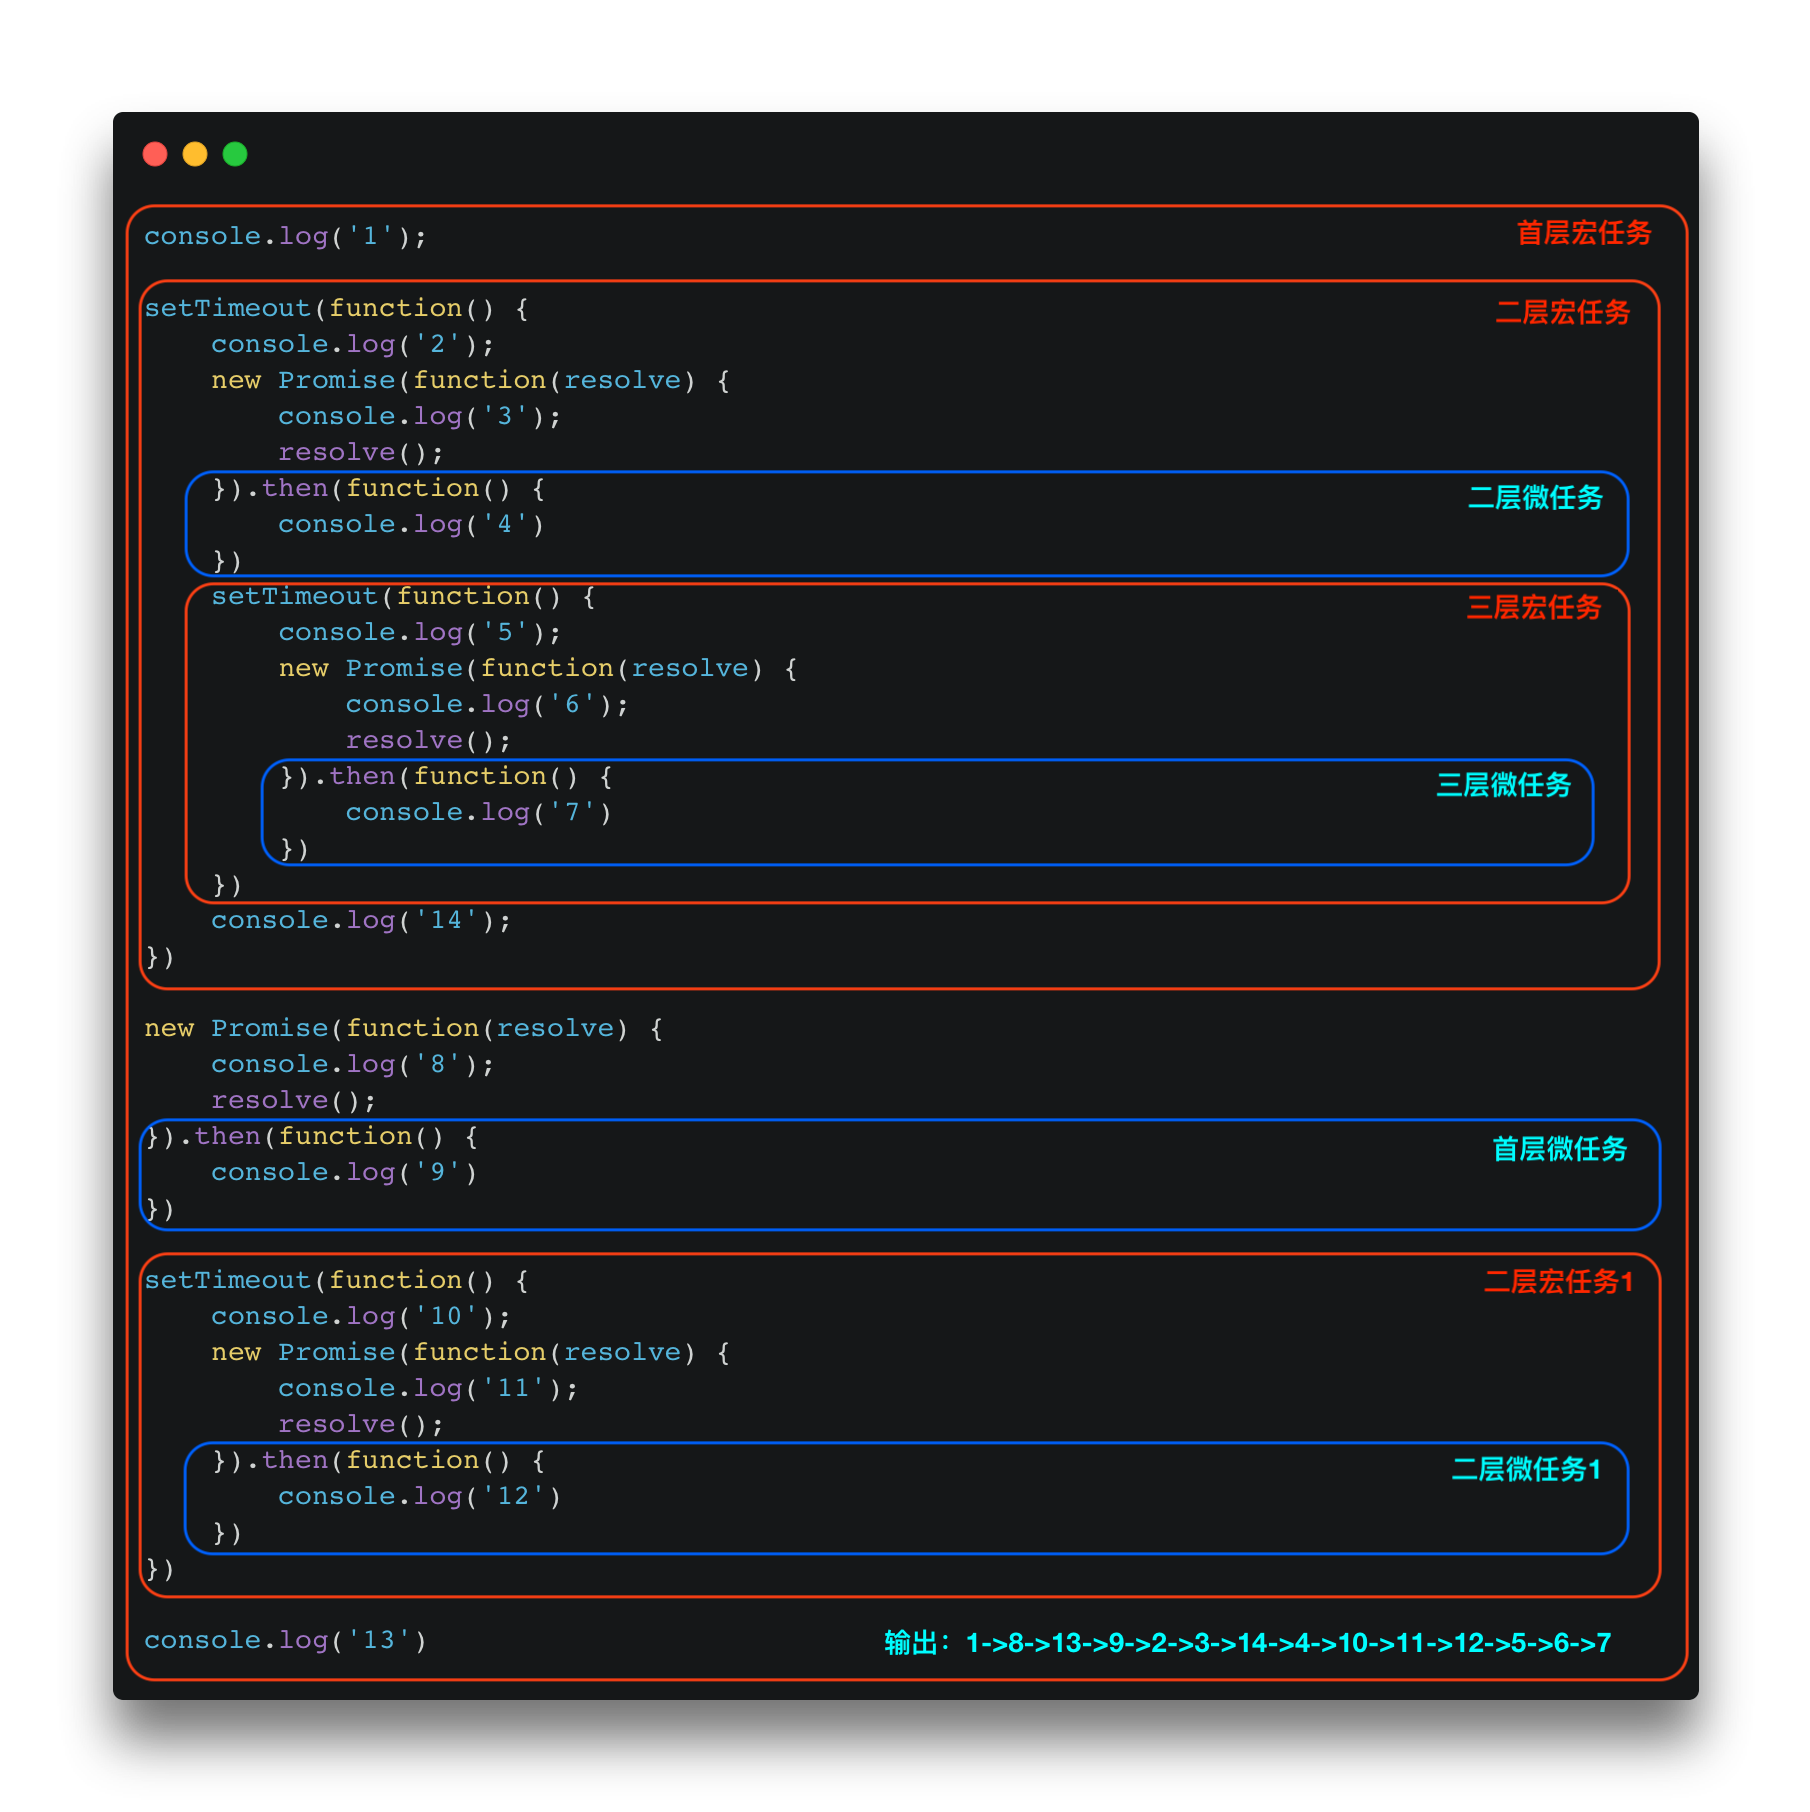 console.log('1');
首层宏任务
setTimeout(function() {
二层宏任务
    console.log('2');
    new Promise(function(resolve) {
        console.log('3');
        resolve();
    }).then(function() {
二层微任务
        console.log('4')
    })
    setTimeout(function() {
三层宏任务
        console.log('5');
        new Promise(function(resolve) {
            console.log('6');
            resolve();
        }).then(function() {
三层微任务
            console.log('7')
        })
    })
    console.log('14');
})
new Promise(function(resolve) {
    console.log('8');
    resolve();
}).then(function() {
首层微任务
    console.log('9')
})
setTimeout(function() {
二层宏任务1
    console.log('10');
    new Promise(function(resolve) {
        console.log('11');
        resolve();
    }).then(function() {
二层微任务1
        console.log('12')
    })
})
console.log('13')
输出：1->8->13->9->2->3->14->4->10->11->12->5->6->7